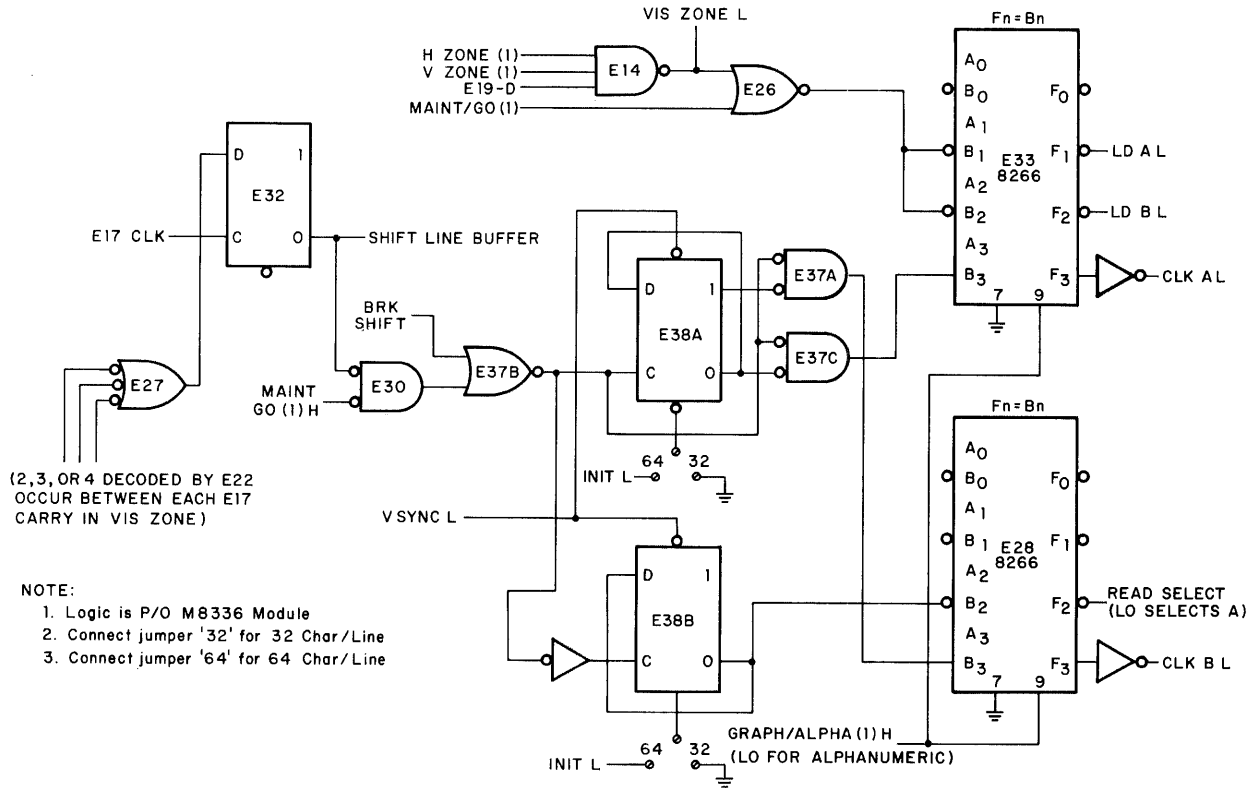 VIS ZONE L
Fn = Bn
H ZONE (1)
V ZONE (1)
E19-D
MAINT/GO (1)
E14
E26
A0
B0
A1
B1
A2
B2
A3
B3
F0
F1
F2
F3
E33
8266
7 9
LD A L
LD B L
CLK A L
D 1
E32
C 0
E17 CLK
SHIFT LINE BUFFER
E27
(2,3, OR 4 DECODED BY E22
OCCUR BETWEEN EACH E17
CARRY IN VIS ZONE)
BRK
SHIFT
MAINT
GO (1) H
E30
E37B
D 1
E38A
C 0
E37A
E37C
INIT L
64 32
V SYNC L
D 1
E38B
C 0
INIT L
64 32
Fn = Bn
A0
B0
A1
B1
A2
B2
A3
B3
F0
F1
F2
F3
E28
8266
7 9
READ SELECT
(LO SELECTS A)
CLK B L
GRAPH/ALPHA (1) H
(LO FOR ALPHANUMERIC)
NOTE:
1. Logic is P/O M8336 Module
2. Connect jumper '32' for 32 Char/Line
3. Connect jumper '64' for 64 Char/Line